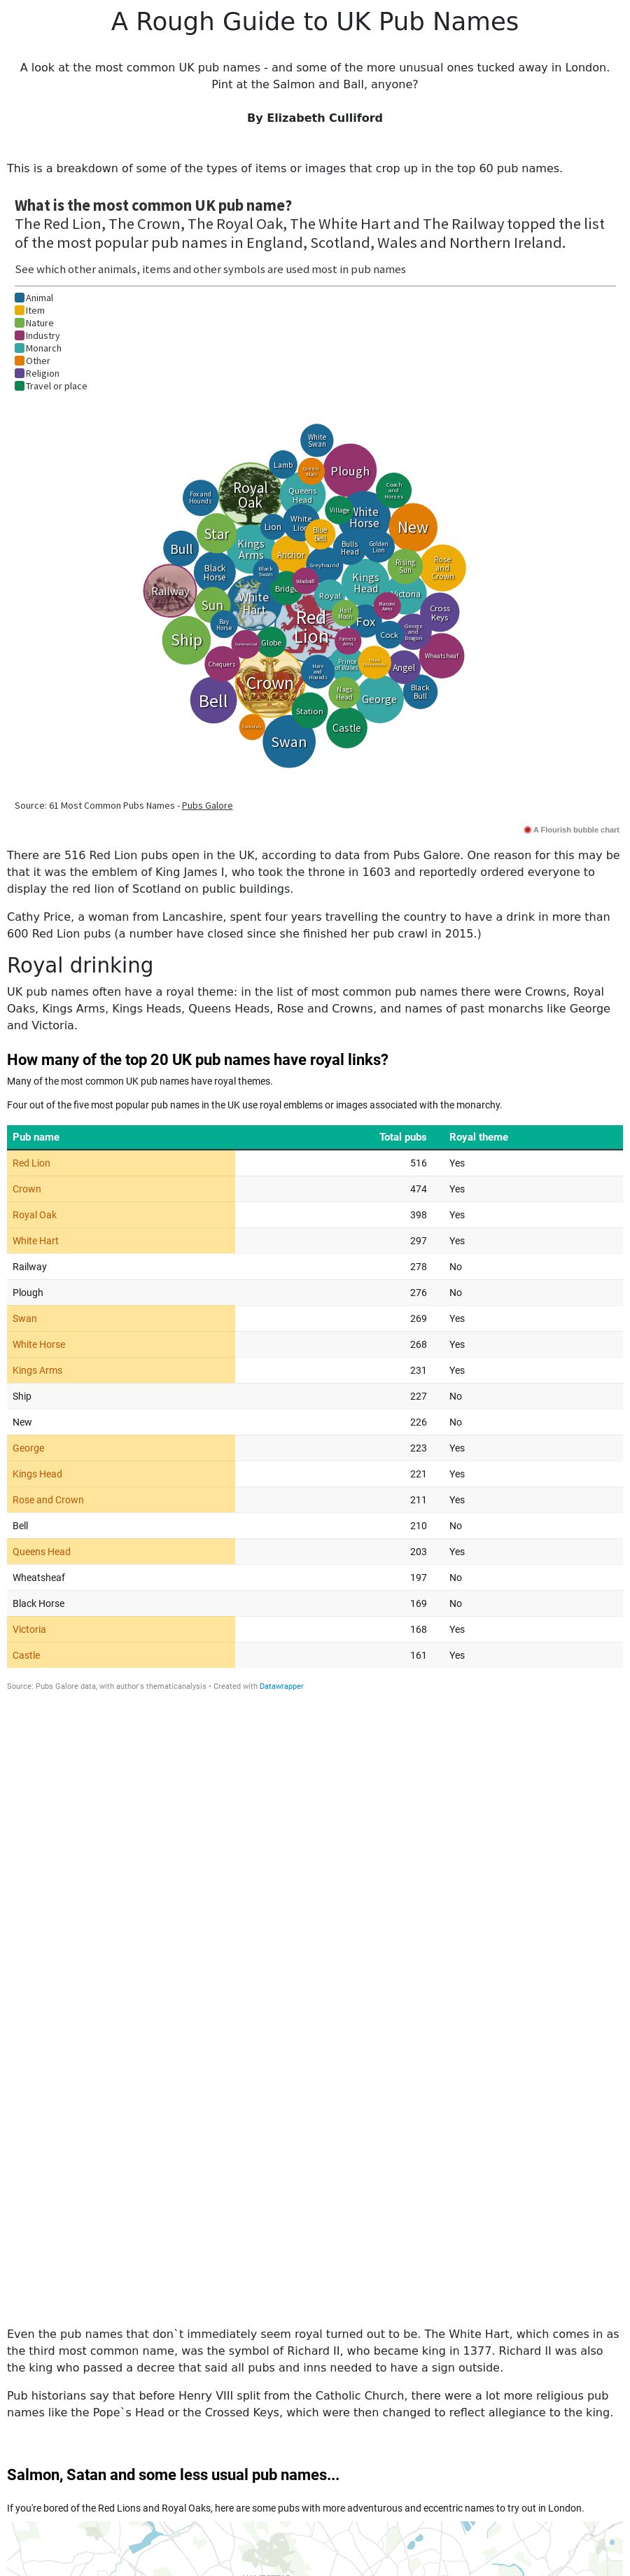 A Rough Guide to UK Pub Names
A look at the most common UK pub names - and some of the more unusual ones tucked away in London.
Pint at the Salmon and Ball, anyone?
By Elizabeth Culliford
This is a breakdown of some of the types of items or images that crop up in the top 60 pub names.
What is the most common UK pub name?
The Red Lion, The Crown, The Royal Oak, The White Hart and The Railway topped the list
of the most popular pub names in England, Scotland, Wales and Northern Ireland.
See which other animals, items and other symbols are used most in pub names
Animal
Item
Nature
Industry
Monarch
Other
Religion
Travel or place
White
Swan
Lamb
Green
Man
Plough
Royal
Oak
Queens
Head
Coach
and
Horses
Fox and
Hounds
Village
White
Horse
White
Lion
Lion
Blue
bell
New
Star
Kings
Arms
Anchor
Bulls
Head
Golden
Lion
Bull
Black
Horse
Black
Swan
Greyhound
Rising
Sun
Rose
and
Crown
Railway
White
Hart
Bridge
Windmill
Royal
Kings
Head
Victoria
Sun
Half
Moon
Masons
Arms
Cross
Keys
Red
Lion
Fox
Bay
Horse
George
and
Dragon
Ship
Commercial
Globe
Farmers
Arms
Cock
Wheatsheaf
Chequers
Hare
and
Hounds
Prince
of Wales
Angel
Crown
Nags
Head
George
Black
Bull
Bell
Station
Castle
Swan
Source: 61 Most Common Pubs Names - Pubs Galore
A Flourish bubble chart
There are 516 Red Lion pubs open in the UK, according to data from Pubs Galore. One reason for this may be
that it was the emblem of King James I, who took the throne in 1603 and reportedly ordered everyone to
display the red lion of Scotland on public buildings.
Cathy Price, a woman from Lancashire, spent four years travelling the country to have a drink in more than
600 Red Lion pubs (a number have closed since she finished her pub crawl in 2015.)
Royal drinking
UK pub names often have a royal theme: in the list of most common pub names there were Crowns, Royal
Oaks, Kings Arms, Kings Heads, Queens Heads, Rose and Crowns, and names of past monarchs like George
and Victoria.
How many of the top 20 UK pub names have royal links?
Many of the most common UK pub names have royal themes.
Four out of the five most popular pub names in the UK use royal emblems or images associated with the monarchy.
Pub name Total pubs Royal theme
Red Lion 516 Yes
Crown 474 Yes
Royal Oak 398 Yes
White Hart 297 Yes
Railway 278 No
Plough 276 No
Swan 269 Yes
White Horse 268 Yes
Kings Arms 231 Yes
Ship 227 No
New 226 No
George 223 Yes
Kings Head 221 Yes
Rose and Crown 211 Yes
Bell 210 No
Queens Head 203 Yes
Wheatsheaf 197 No
Black Horse 169 No
Victoria 168 Yes
Castle 161 Yes
Source: Pubs Galore data, with author's thematicanalysis • Created with Datawrapper
Even the pub names that don`t immediately seem royal turned out to be. The White Hart, which comes in as
the third most common name, was the symbol of Richard II, who became king in 1377. Richard II was also
the king who passed a decree that said all pubs and inns needed to have a sign outside.
Pub historians say that before Henry VIII split from the Catholic Church, there were a lot more religious pub
names like the Pope`s Head or the Crossed Keys, which were then changed to reflect allegiance to the king.
Salmon, Satan and some less usual pub names...
If you're bored of the Red Lions and Royal Oaks, here are some pubs with more adventurous and eccentric names to try out in London.